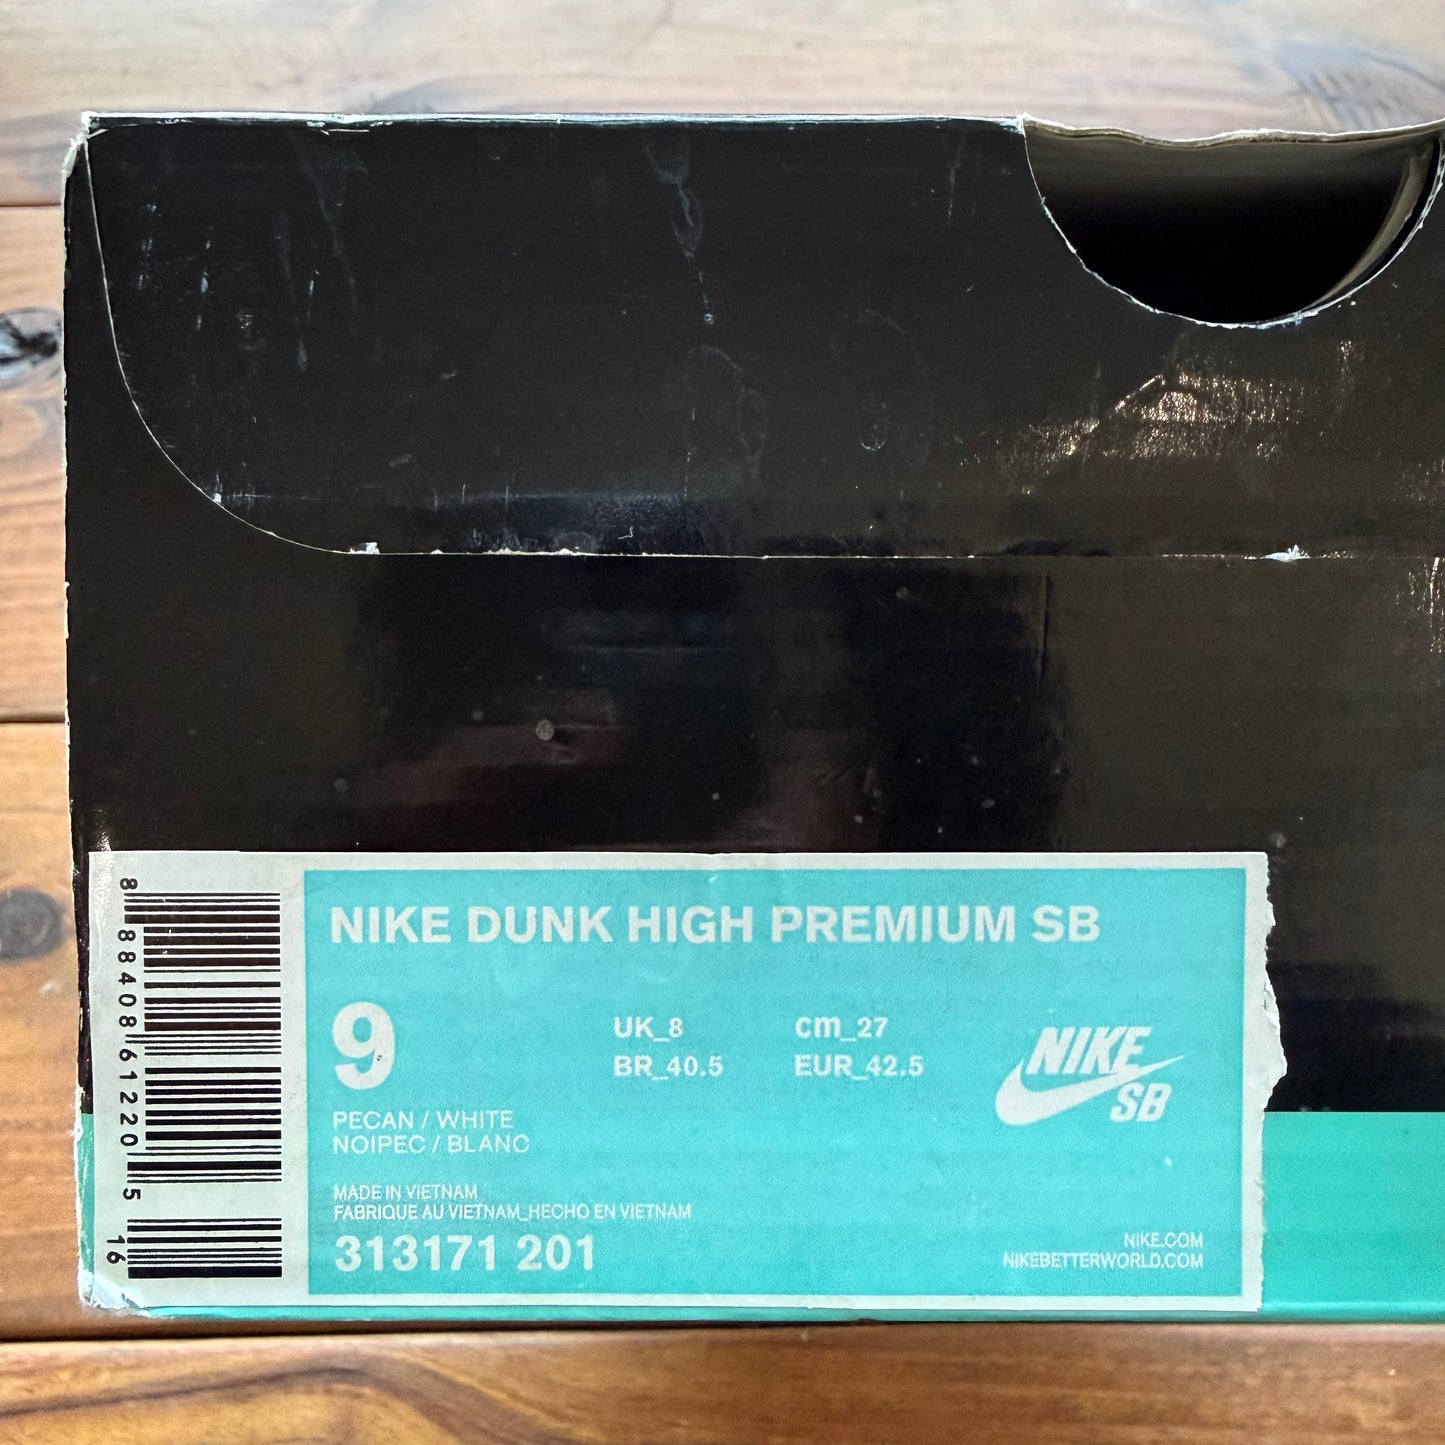 NIKE DUNK HIGH PREMIUM SB
9
UK_8
cm_27
BR_40.5
EUR_42.5
NIKE
SB
PECAN / WHITE
NOIPEC / BLANC
MADE IN VIETNAM
FABRIQUE AU VIETNAM_HECHO EN VIETNAM
313171 201
NIKE.COM
NIKEBETTERWORLD.COM
8 88408 61220 5
16